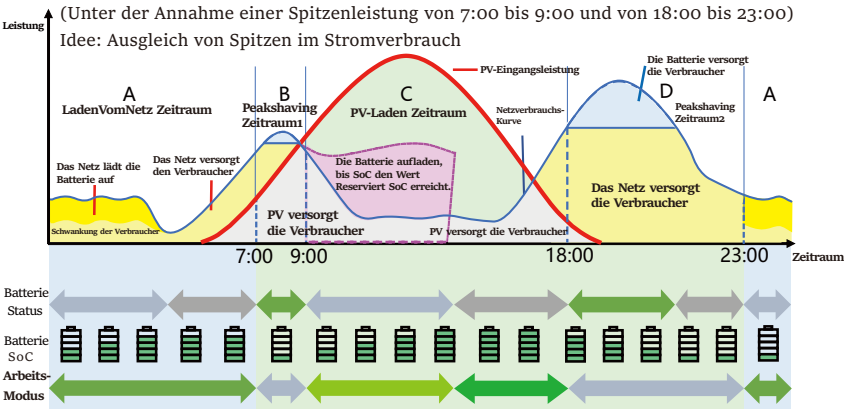 (Unter der Annahme einer Spitzenleistung von 7:00 bis 9:00 und von 18:00 bis 23:00)
Leistung
Idee: Ausgleich von Spitzen im Stromverbrauch
PV-Eingangsleistung
Die Batterie versorgt
die Verbraucher
A
LadenVomNetz Zeitraum
B
Peakshaving
Zeitraum1
C
PV-Laden Zeitraum
Netzverbrauchs-
Kurve
D
Peakshaving
Zeitraum2
A
Das Netz lädt die
Batterie auf
Das Netz versorgt
den Verbraucher
Die Batterie aufladen,
bis SoC den Wert
Reserviert SoC erreicht.
Das Netz versorgt
die Verbraucher
Schwankung der Verbraucher
PV versorgt
die Verbraucher
PV versorgt die Verbraucher
7:00
9:00
18:00
23:00
Zeitraum
Batterie
Status
Batterie
SoC
Arbeits-
Modus